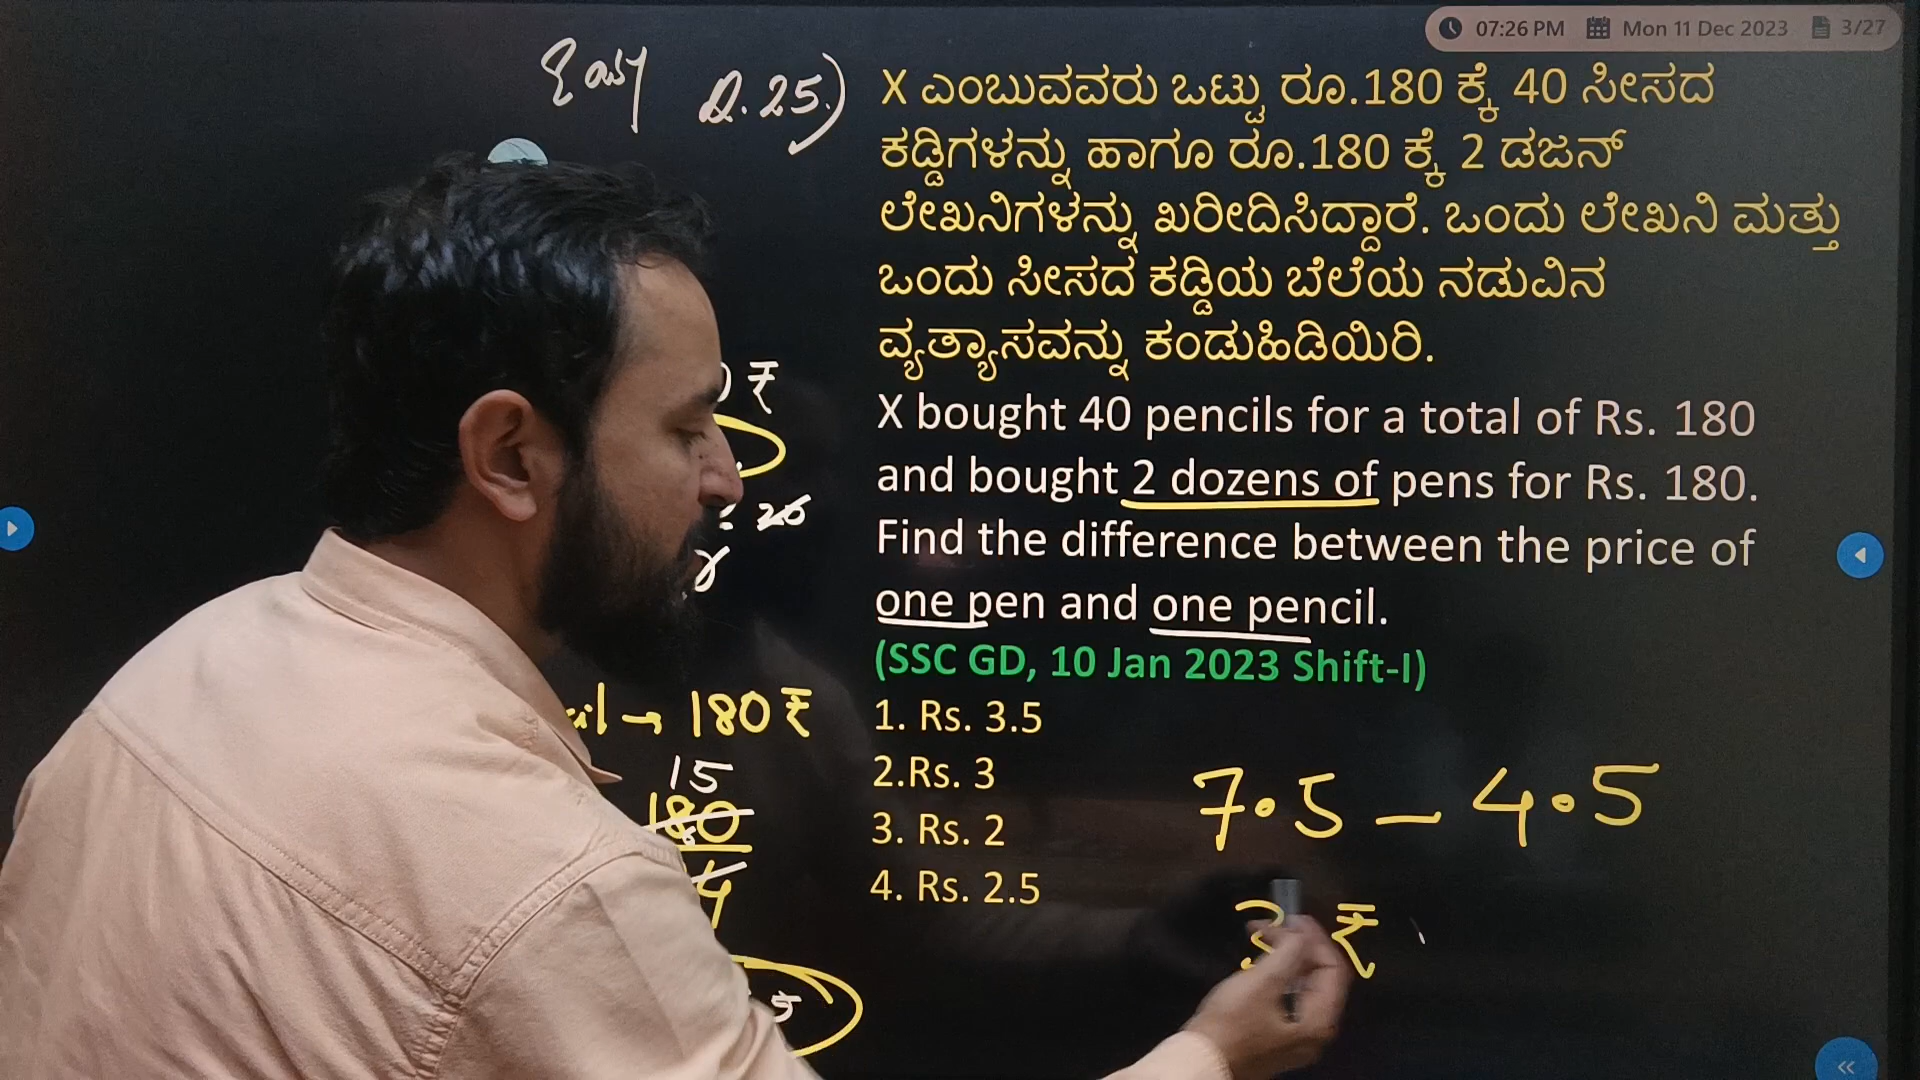 07:26 PM Mon 11 Dec 2023 3/27
Easy Q.25.)
X ಎಂಬುವವರು ಒಟ್ಟು ರೂ.180 ಕ್ಕೆ 40 ಸೀಸದ
ಕಡ್ಡಿಗಳನ್ನು ಹಾಗೂ ರೂ.180 ಕ್ಕೆ 2 ಡಜನ್
ಲೇಖನಿಗಳನ್ನು ಖರೀದಿಸಿದ್ದಾರೆ. ಒಂದು ಲೇಖನಿ ಮತ್ತು
ಒಂದು ಸೀಸದ ಕಡ್ಡಿಯ ಬೆಲೆಯ ನಡುವಿನ
ವ್ಯತ್ಯಾಸವನ್ನು ಕಂಡುಹಿಡಿಯಿರಿ.
X bought 40 pencils for a total of Rs. 180
and bought 2 dozens of pens for Rs. 180.
Find the difference between the price of
one pen and one pencil.
(SSC GD, 10 Jan 2023 Shift-I)
1. Rs. 3.5
2.Rs. 3
3. Rs. 2
4. Rs. 2.5
→ 180 ₹
15
180
7.5 – 4.5
3 ₹